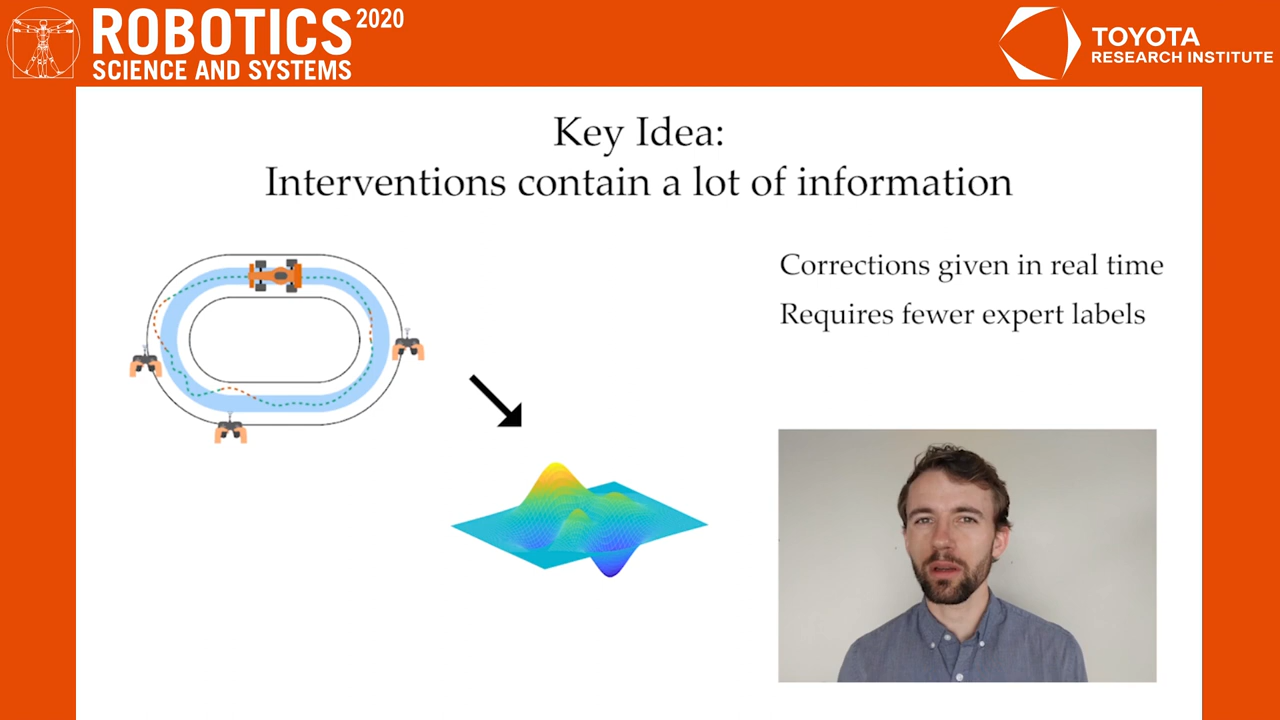 ROBOTICS 2020
SCIENCE AND SYSTEMS
TOYOTA
RESEARCH INSTITUTE
Key Idea:
Interventions contain a lot of information
Corrections given in real time
Requires fewer expert labels